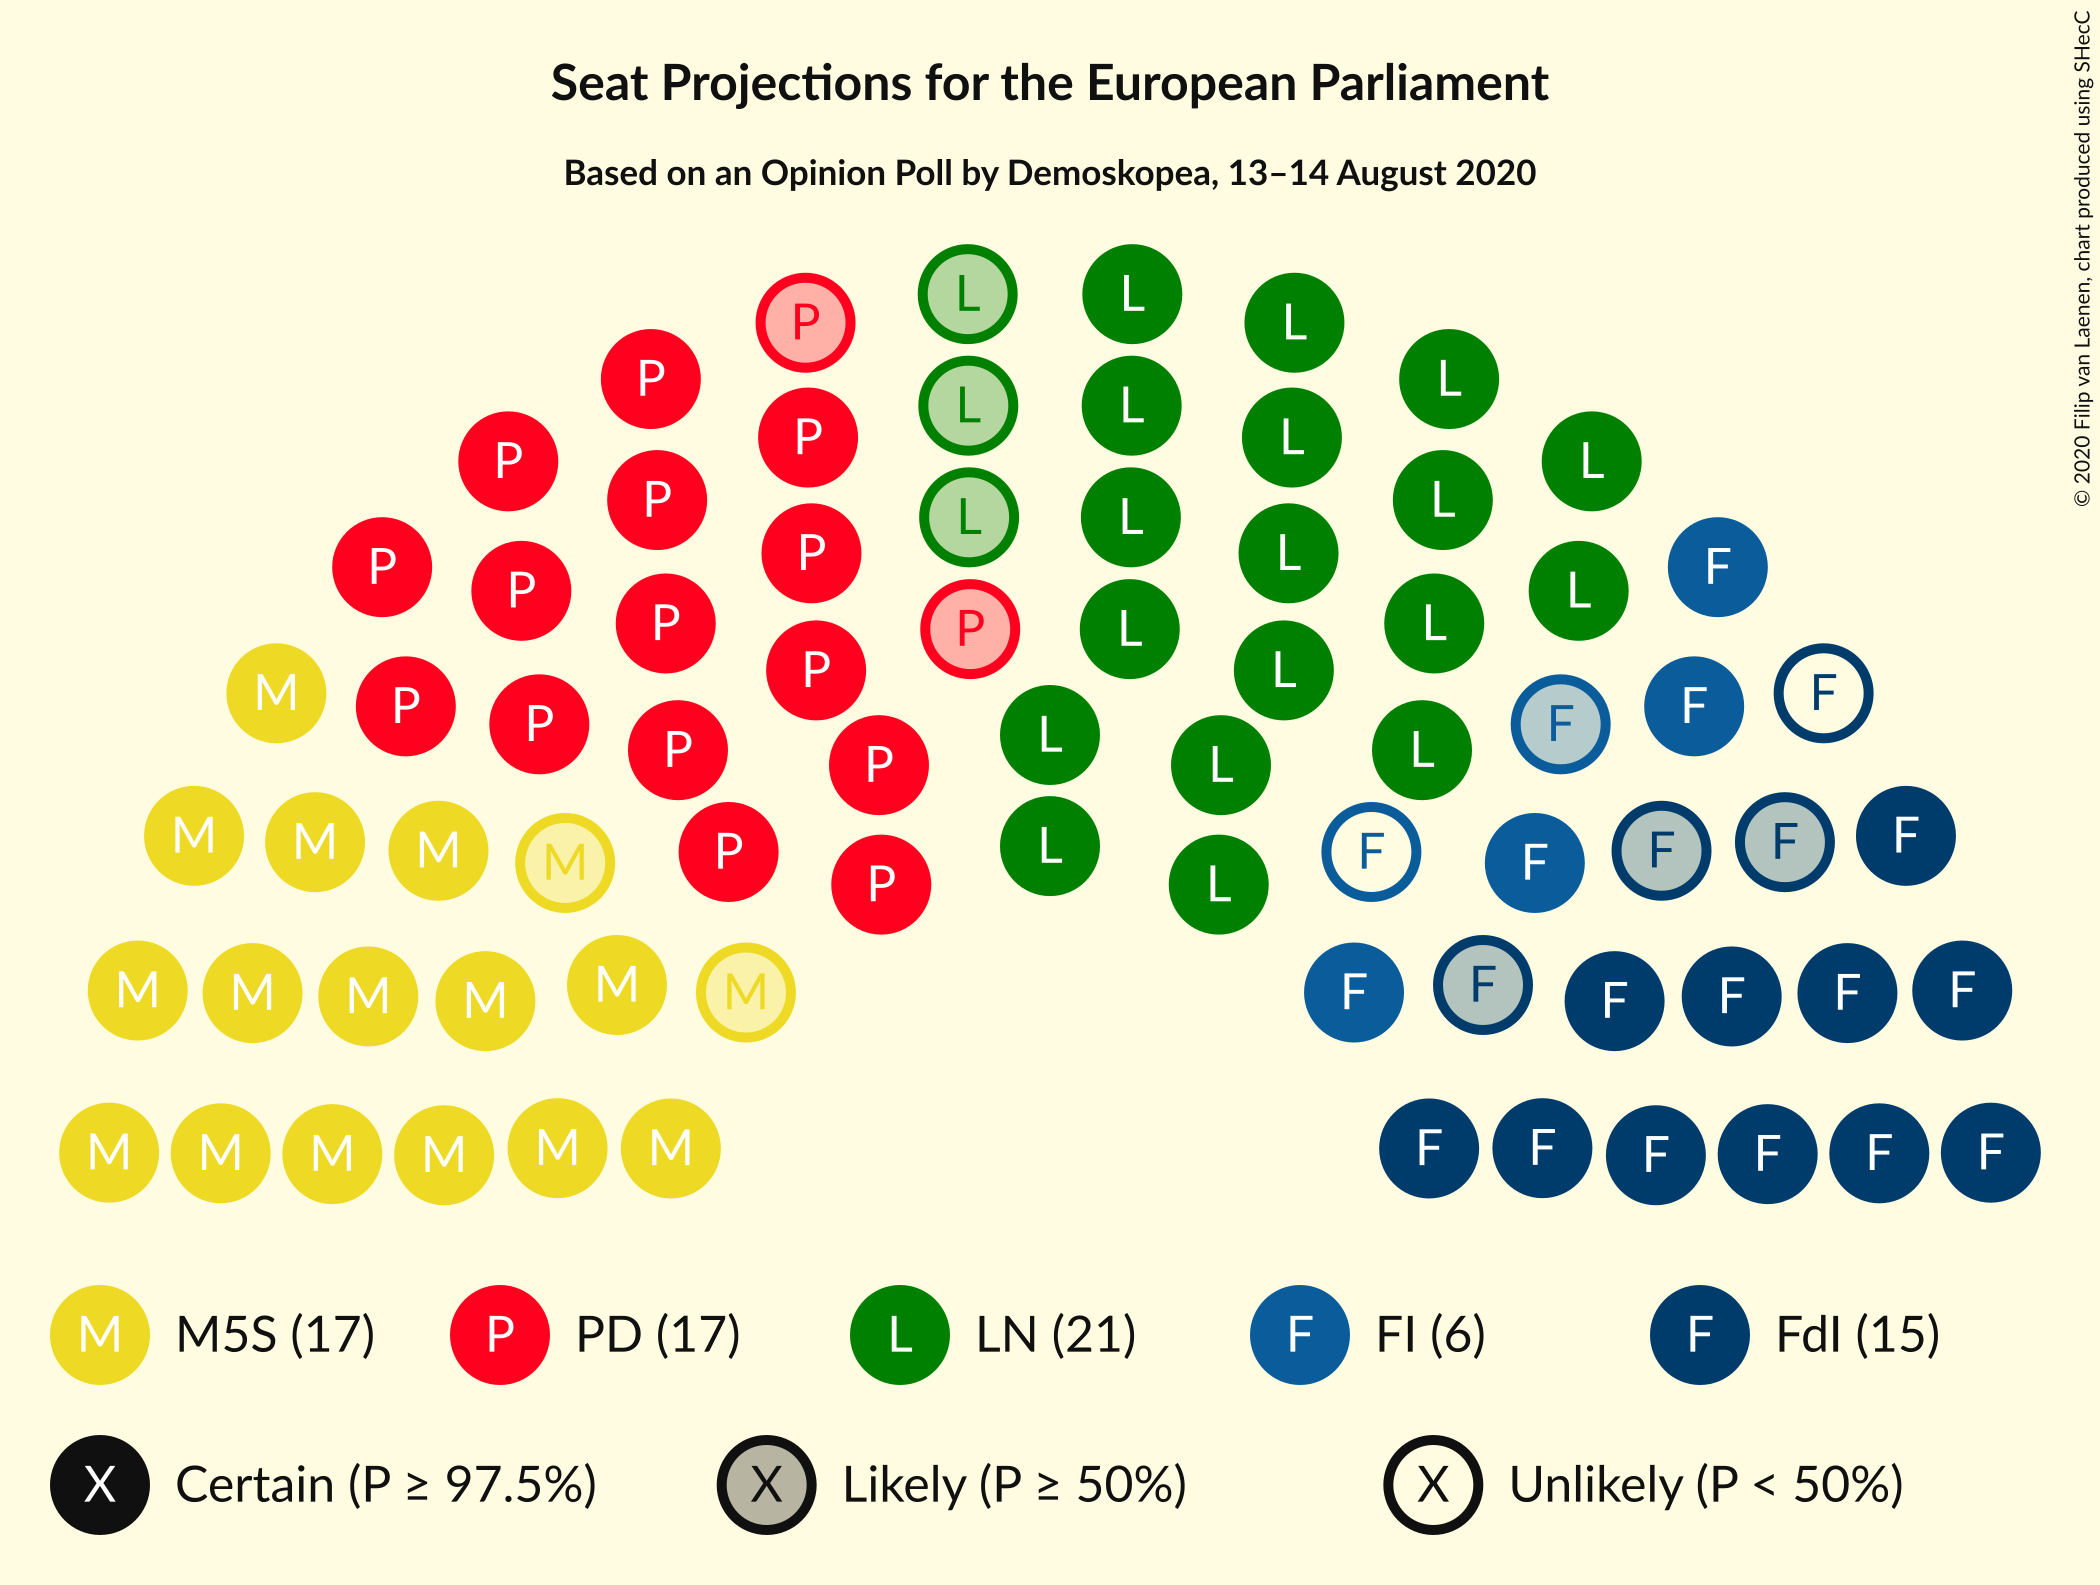 Seat Projections for the European Parliament
Based on an Opinion Poll by Demoskopea, 13–14 August 2020
© 2020 Filip van Laenen, chart produced using SHecC
L L
P L L
P L L
L L
P L L
P P L L
P L L
P P L L
P L L F
P P L L
P P L L
M P F F
P P F
P L P L
P L L
M M M M P L F F F F F
P L
M M M M M M F F F F F F
M M M M M M F F F F F F
M M5S (17) P PD (17) L LN (21) F FI (6) F FdI (15)
X Certain (P ≥ 97.5%) X Likely (P ≥ 50%) X Unlikely (P < 50%)